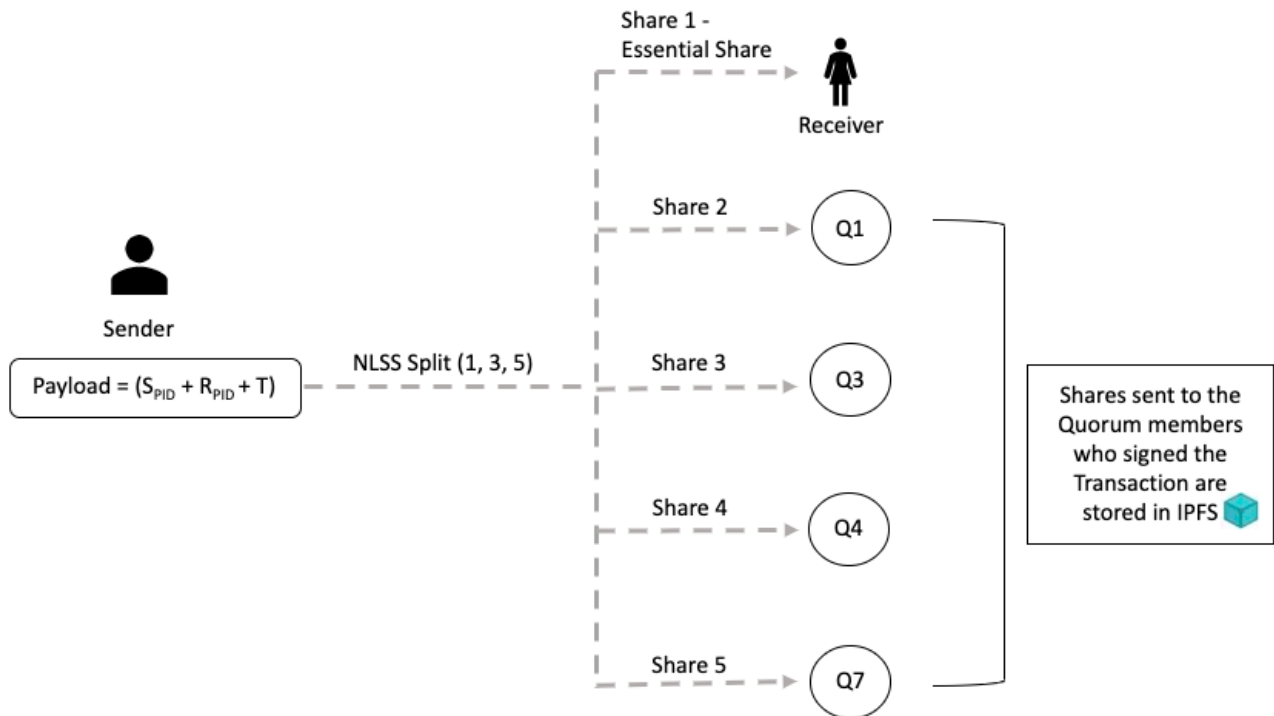 Share 1 -
Essential Share
Receiver
Share 2
Q1
Sender
Payload = (S_PID + R_PID + T)
NLSS Split (1, 3, 5)
Share 3
Q3
Shares sent to the
Quorum members
who signed the
Transaction are
stored in IPFS
Share 4
Q4
Share 5
Q7